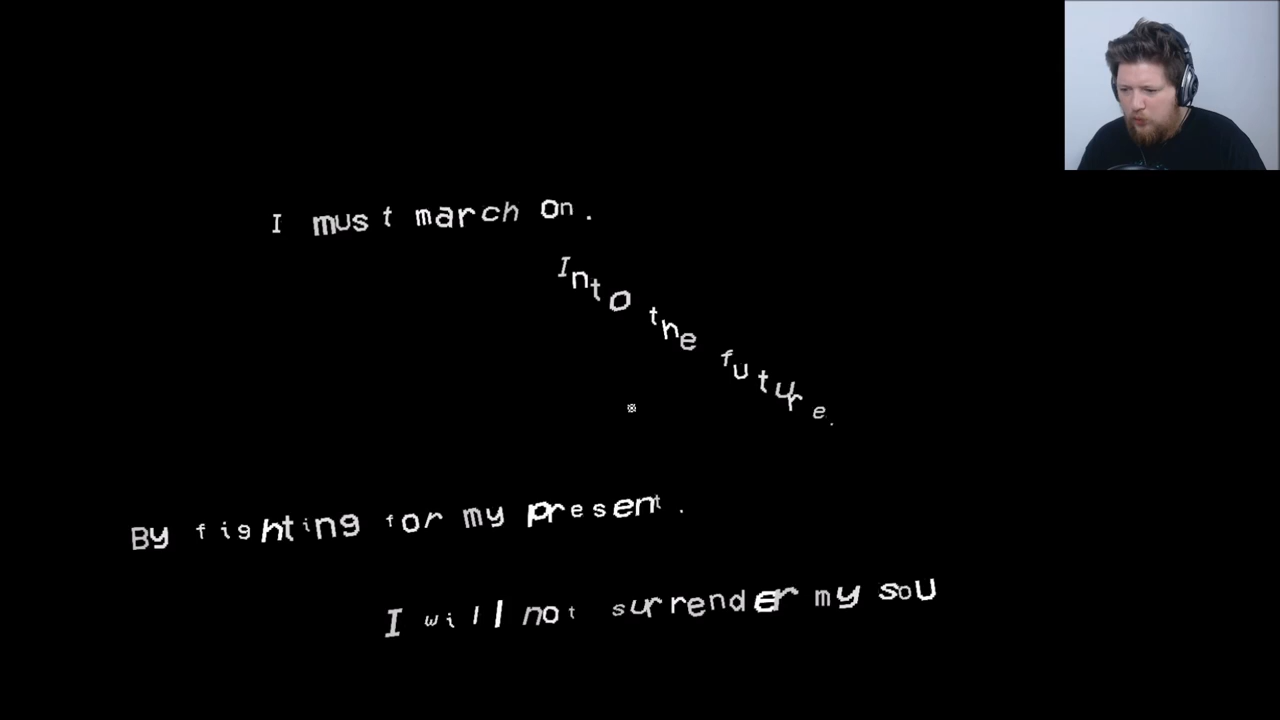 I must march on.
Into the future.
By fighting for my present.
I will not surrender my sou